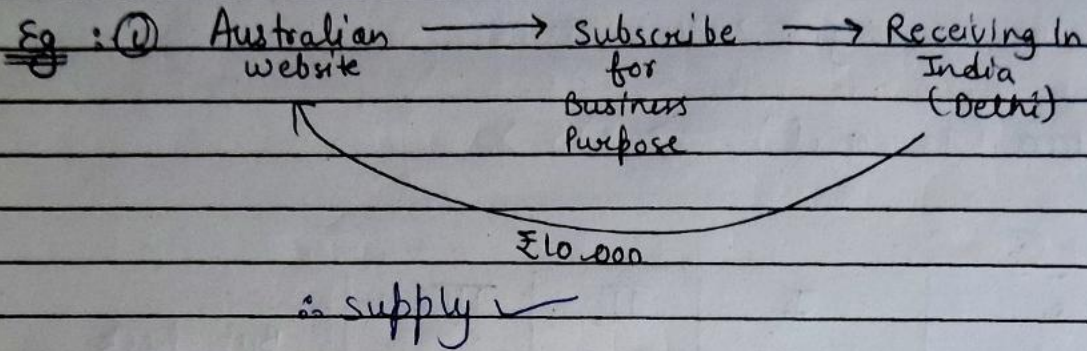 Eg : ① Australian ⟶ Subscribe ⟶ Receiving In
website for India
Business (Delhi)
Purpose
₹10,000
∴ supply ✓